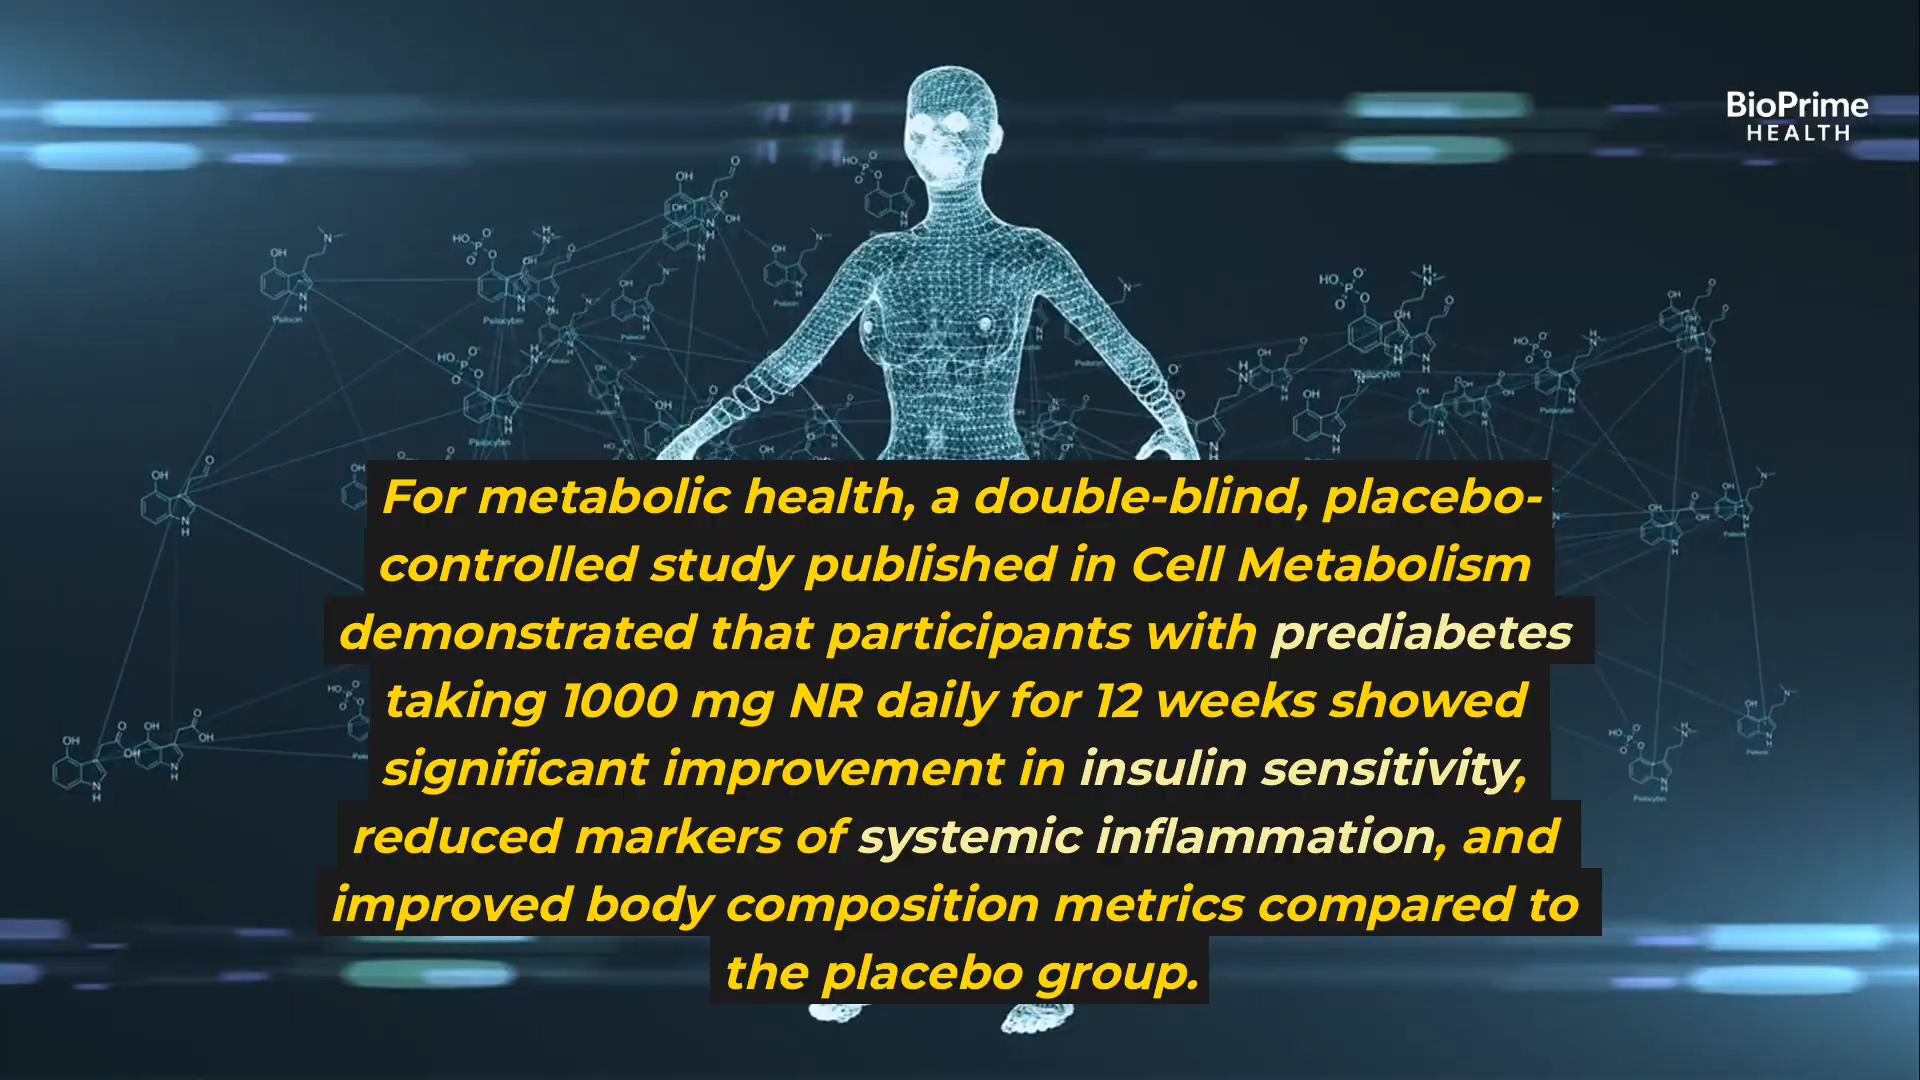 BioPrime
HEALTH
For metabolic health, a double-blind, placebo-
controlled study published in Cell Metabolism
demonstrated that participants with prediabetes
taking 1000 mg NR daily for 12 weeks showed
significant improvement in insulin sensitivity,
reduced markers of systemic inflammation, and
improved body composition metrics compared to
the placebo group.